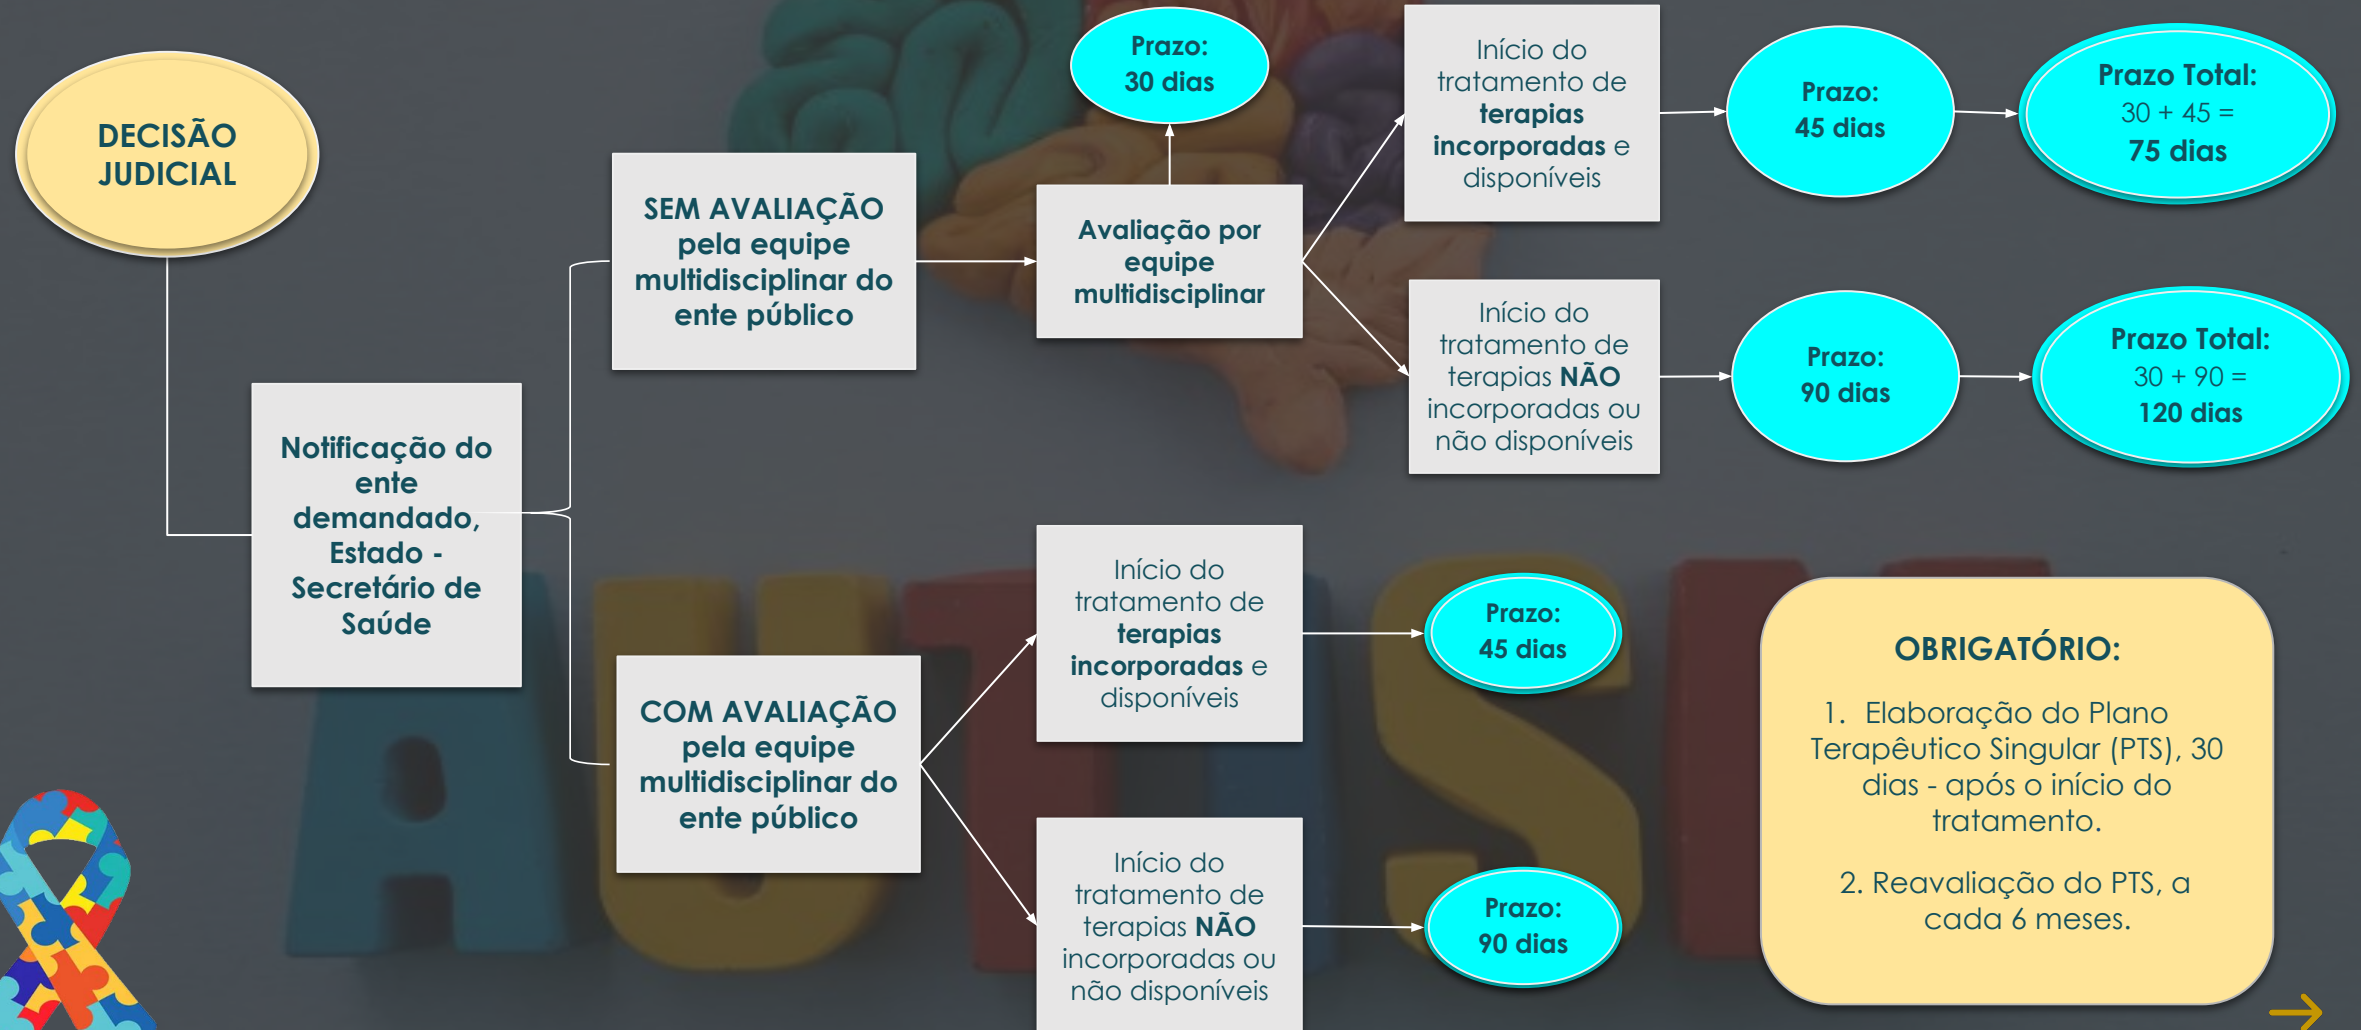 DECISÃO
JUDICIAL
Notificação do
ente
demandado,
Estado -
Secretário de
Saúde
SEM AVALIAÇÃO
pela equipe
multidisciplinar do
ente público
Avaliação por
equipe
multidisciplinar
Prazo:
30 dias
Início do
tratamento de
terapias
incorporadas e
disponíveis
Prazo:
45 dias
Prazo Total:
30 + 45 =
75 dias
Início do
tratamento de
terapias NÃO
incorporadas ou
não disponíveis
Prazo:
90 dias
Prazo Total:
30 + 90 =
120 dias
COM AVALIAÇÃO
pela equipe
multidisciplinar do
ente público
Início do
tratamento de
terapias
incorporadas e
disponíveis
Prazo:
45 dias
Início do
tratamento de
terapias NÃO
incorporadas ou
não disponíveis
Prazo:
90 dias
OBRIGATÓRIO:
1. Elaboração do Plano
Terapêutico Singular (PTS), 30
dias - após o início do
tratamento.
2. Reavaliação do PTS, a
cada 6 meses.